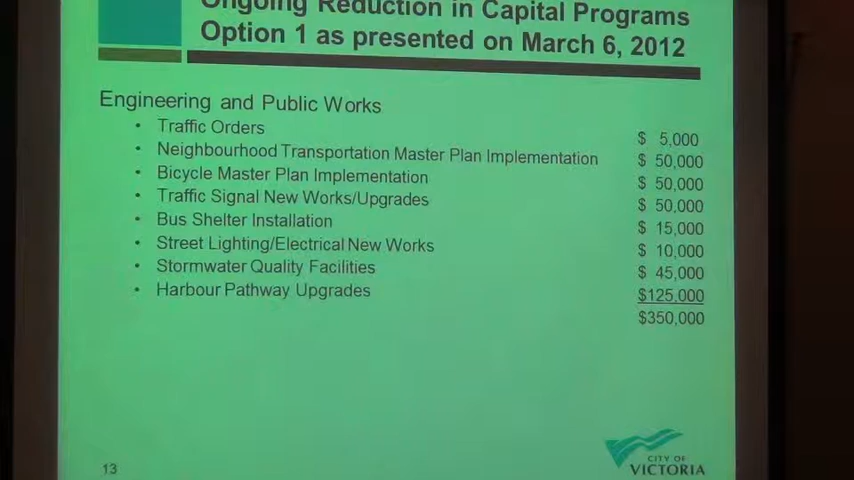 Ongoing Reduction in Capital Programs
Option 1 as presented on March 6, 2012
Engineering and Public Works
• Traffic Orders $ 5,000
• Neighbourhood Transportation Master Plan Implementation $ 50,000
• Bicycle Master Plan Implementation $ 50,000
• Traffic Signal New Works/Upgrades $ 50,000
• Bus Shelter Installation $ 15,000
• Street Lighting/Electrical New Works $ 10,000
• Stormwater Quality Facilities $ 45,000
• Harbour Pathway Upgrades $125,000
$350,000
13
CITY OF
VICTORIA